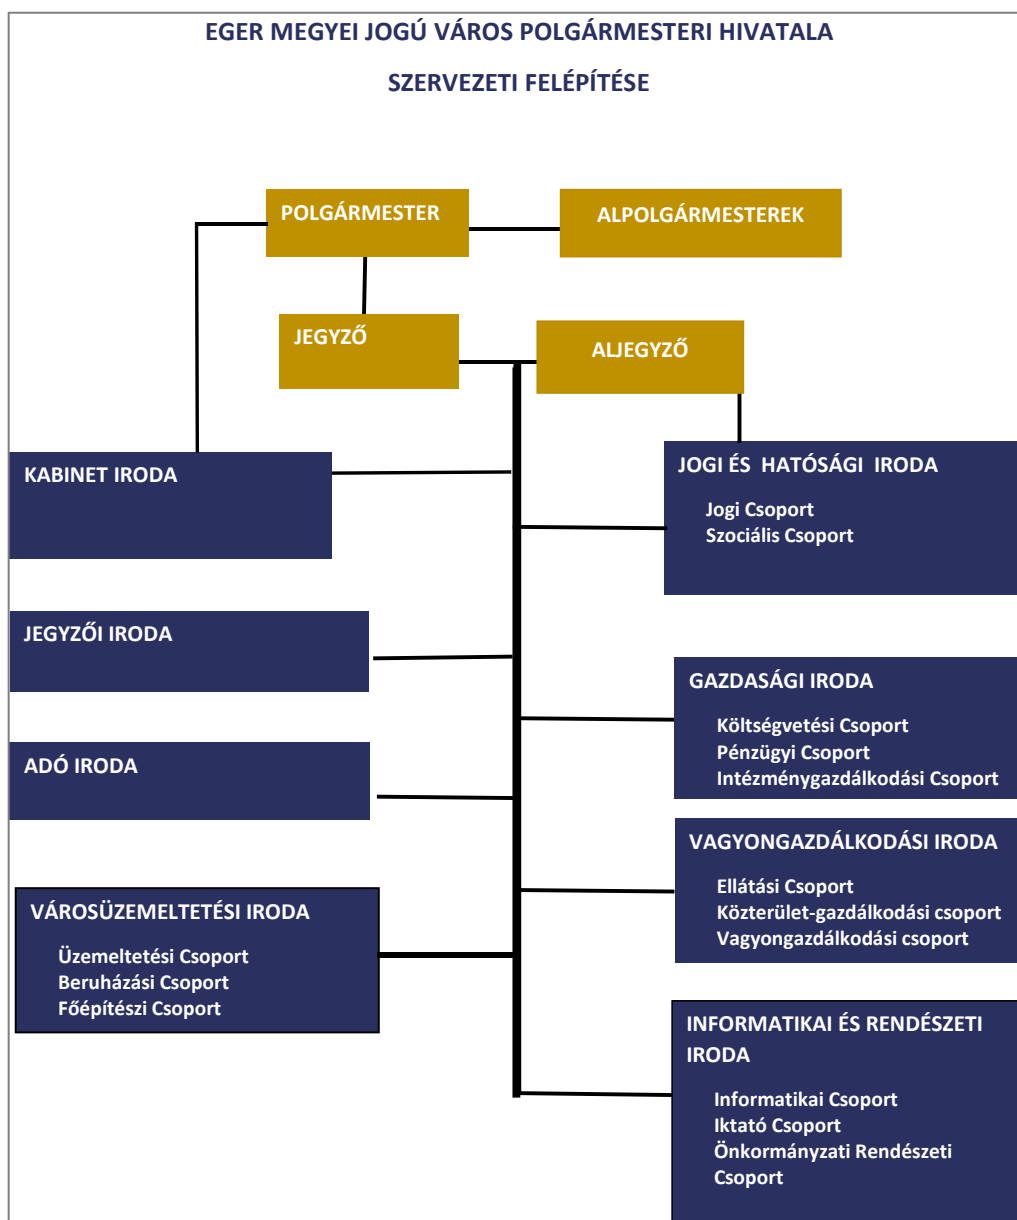 EGER MEGYEI JOGÚ VÁROS POLGÁRMESTERI HIVATALA
SZERVEZETI FELÉPÍTÉSE
POLGÁRMESTER
ALPOLGÁRMESTEREK
JEGYZŐ
ALJEGYZŐ
KABINET IRODA
JOGI ÉS HATÓSÁGI IRODA
Jogi Csoport
Szociális Csoport
JEGYZŐI IRODA
GAZDASÁGI IRODA
Költségvetési Csoport
Pénzügyi Csoport
Intézménygazdálkodási Csoport
ADÓ IRODA
VAGYONGAZDÁLKODÁSI IRODA
Ellátási Csoport
Közterület-gazdálkodási csoport
Vagyongazdálkodási csoport
VÁROSÜZEMELTETÉSI IRODA
Üzemeltetési Csoport
Beruházási Csoport
Főépítészi Csoport
INFORMATIKAI ÉS RENDÉSZETI
IRODA
Informatikai Csoport
Iktató Csoport
Önkormányzati Rendészeti
Csoport